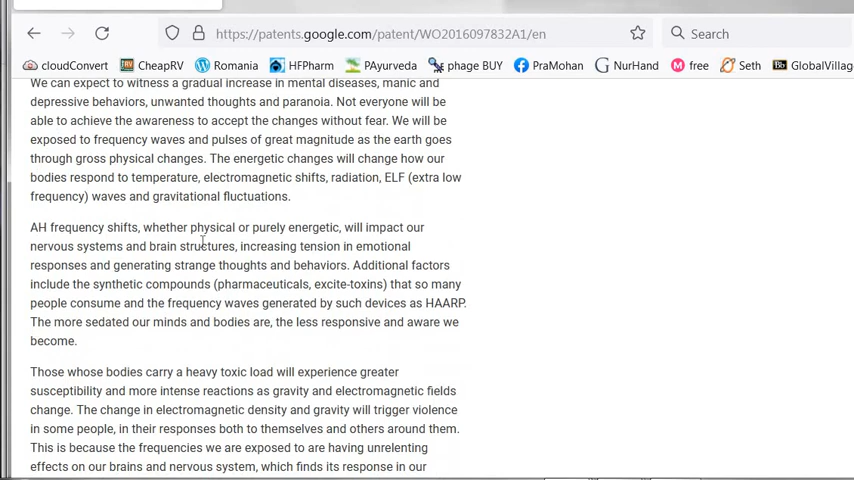 https://patents.google.com/patent/WO2016097832A1/en
Search
cloudConvert CheapRV Romania HFPharm PAyurveda phage BUY PraMohan NurHand free Seth GlobalVillag
We can expect to witness a gradual increase in mental diseases, manic and
depressive behaviors, unwanted thoughts and paranoia. Not everyone will be
able to achieve the awareness to accept the changes without fear. We will be
exposed to frequency waves and pulses of great magnitude as the earth goes
through gross physical changes. The energetic changes will change how our
bodies respond to temperature, electromagnetic shifts, radiation, ELF (extra low
frequency) waves and gravitational fluctuations.
AH frequency shifts, whether physical or purely energetic, will impact our
nervous systems and brain structures, increasing tension in emotional
responses and generating strange thoughts and behaviors. Additional factors
include the synthetic compounds (pharmaceuticals, excite-toxins) that so many
people consume and the frequency waves generated by such devices as HAARP.
The more sedated our minds and bodies are, the less responsive and aware we
become.
Those whose bodies carry a heavy toxic load will experience greater
susceptibility and more intense reactions as gravity and electromagnetic fields
change. The change in electromagnetic density and gravity will trigger violence
in some people, in their responses both to themselves and others around them.
This is because the frequencies we are exposed to are having unrelenting
effects on our brains and nervous system, which finds its response in our